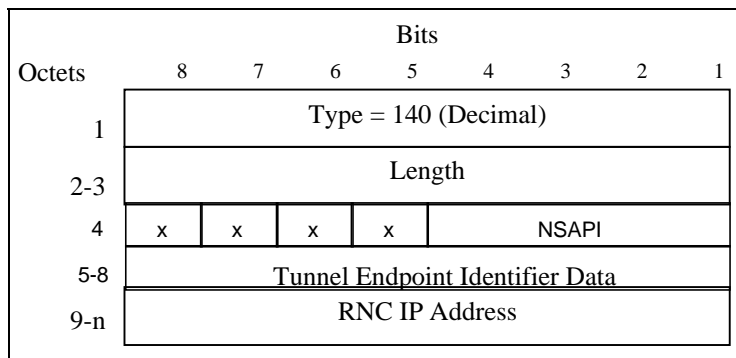 Bits
Octets 8 7 6 5 4 3 2 1
1 Type = 140 (Decimal)
2-3 Length
4 x x x x NSAPI
5-8 Tunnel Endpoint Identifier Data
9-n RNC IP Address